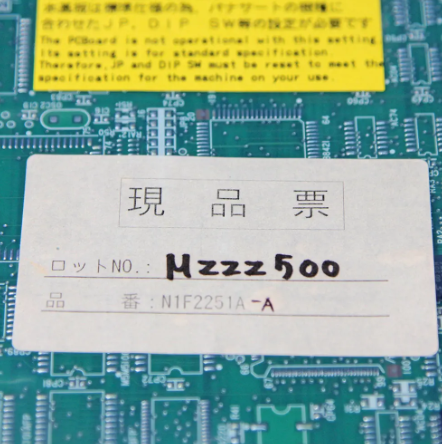 本基板は標準仕様の為、パナサートの機種に
合わせたJP、DIP SW等の設定が必要です
The PCBoard is not operational with this setting
Its setting is for standard specification.
Therefore,JP and DIP SW must be reset to meet the
specification for the machine on your use.
現品票
ロットNO.: MZZZ500
品番:N1F2251A-A